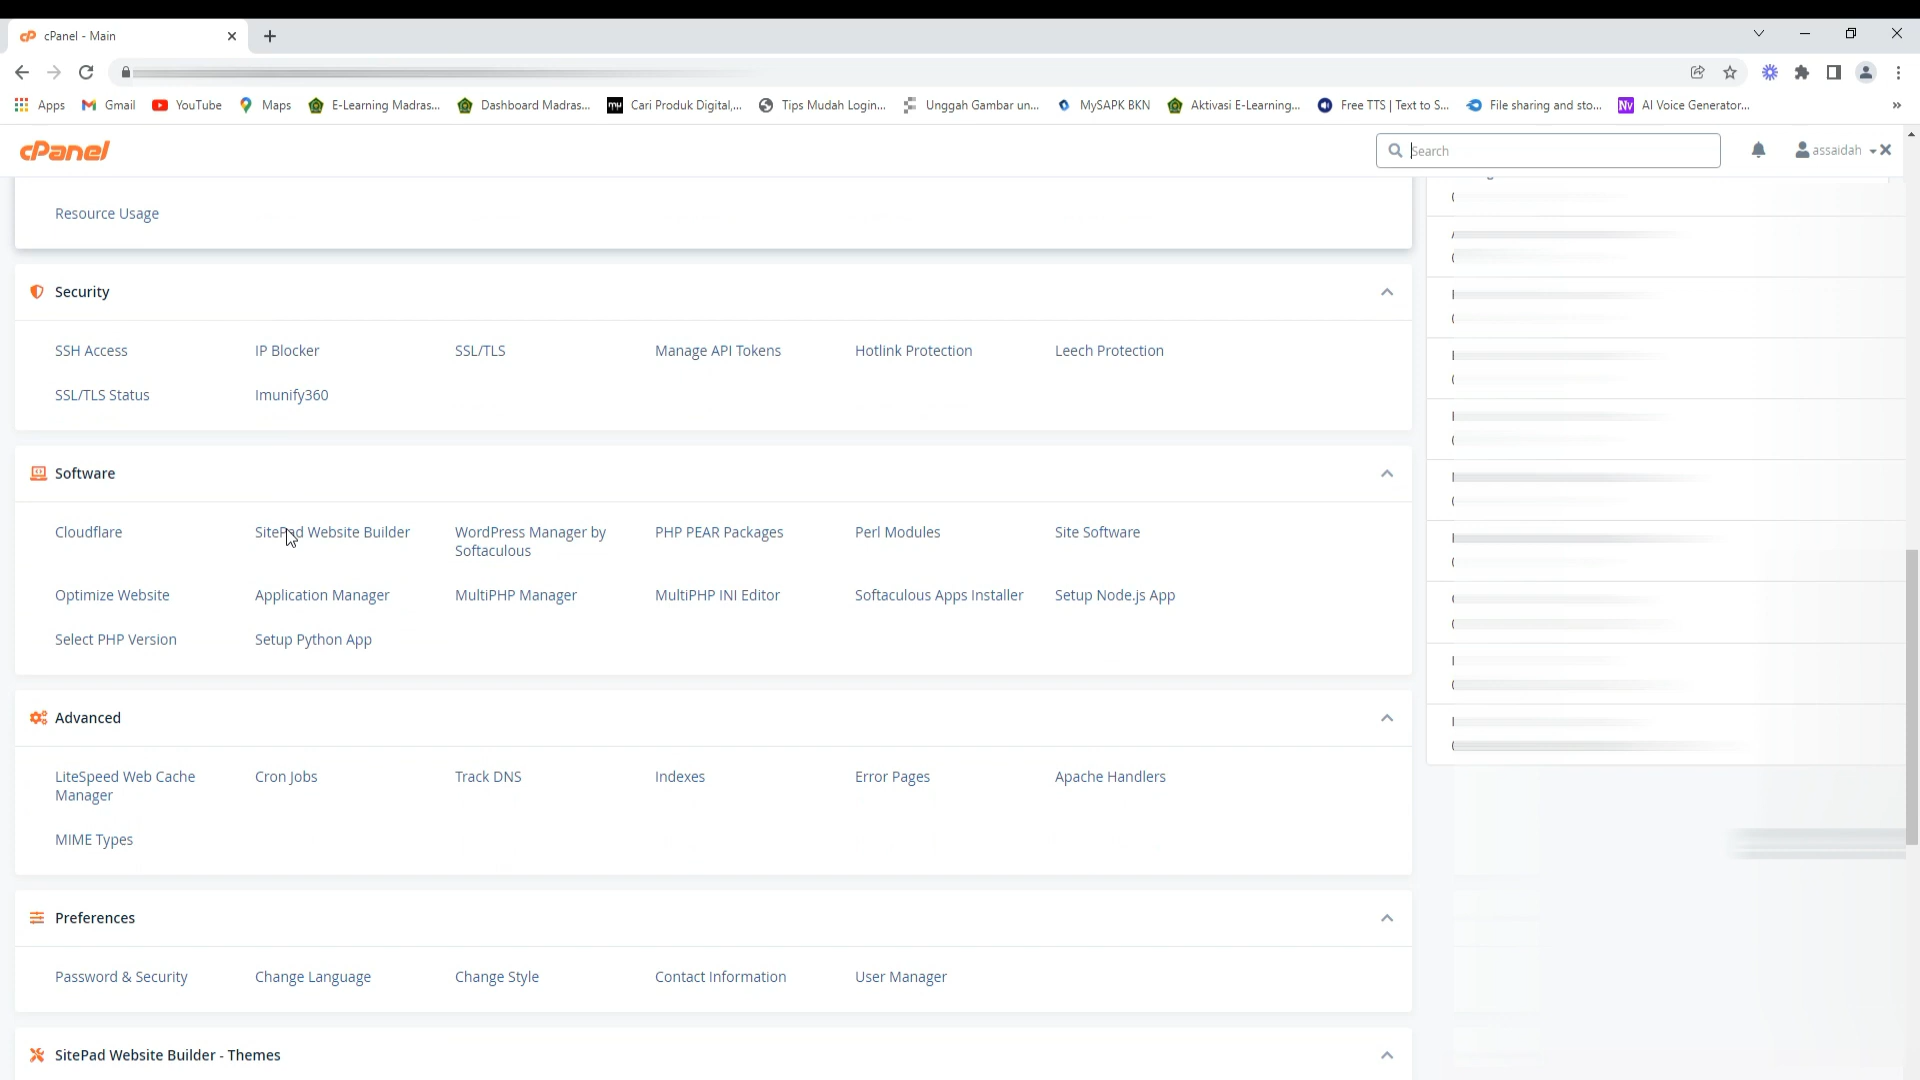 cPanel - Main
Apps Gmail YouTube Maps E-Learning Madras... Dashboard Madras... Cari Produk Digital,... Tips Mudah Login... Unggah Gambar un... MySAPK BKN Aktivasi E-Learning... Free TTS | Text to S... File sharing and sto... Nv AI Voice Generator... »
cPanel Search assaidah
Resource Usage
Security
SSH Access IP Blocker SSL/TLS Manage API Tokens Hotlink Protection Leech Protection
SSL/TLS Status Imunify360
Software
Cloudflare SitePad Website Builder WordPress Manager by PHP PEAR Packages Perl Modules Site Software
Softaculous
Optimize Website Application Manager MultiPHP Manager MultiPHP INI Editor Softaculous Apps Installer Setup Node.js App
Select PHP Version Setup Python App
Advanced
LiteSpeed Web Cache Cron Jobs Track DNS Indexes Error Pages Apache Handlers
Manager
MIME Types
Preferences
Password & Security Change Language Change Style Contact Information User Manager
SitePad Website Builder - Themes